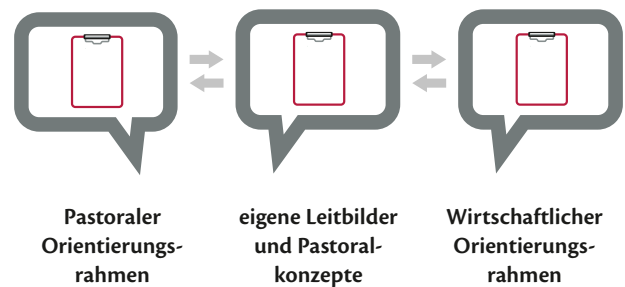 Pastoraler
Orientierungs-
rahmen
eigene Leitbilder
und Pastoral-
konzepte
Wirtschaftlicher
Orientierungs-
rahmen